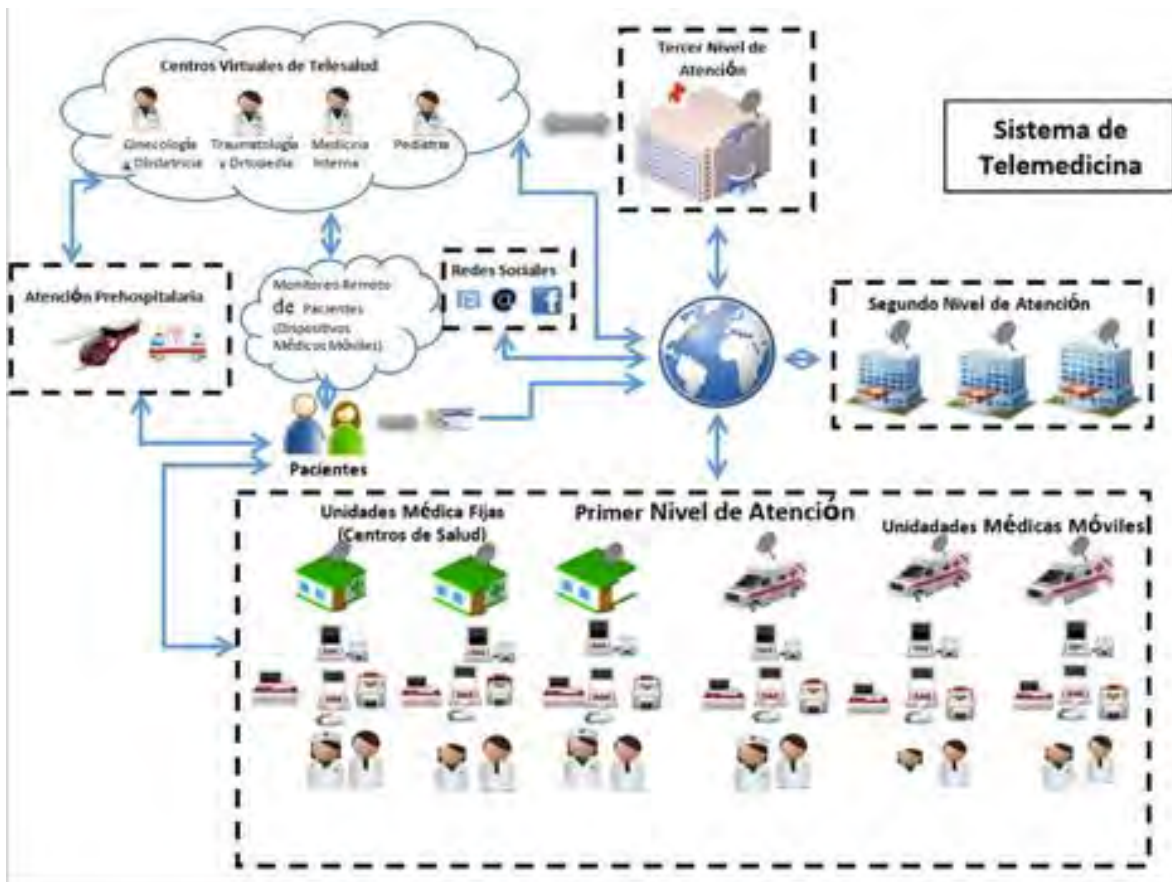 Centros Virtuales de Telesalud
Ginecología
a Obstetricia
Traumatología
y Ortopedia
Medicina
Interna
Pediatría
Tercer Nivel de
Atención
Sistema de
Telemedicina
Atención Prehospitalaria
Monitoreo Remoto
de Pacientes
(Dispositivos
Médicos Móviles)
Redes Sociales
@
f
Segundo Nivel de Atención
Pacientes
Unidades Médica Fijas
(Centros de Salud)
Primer Nivel de Atención
Unidadades Médicas Móviles